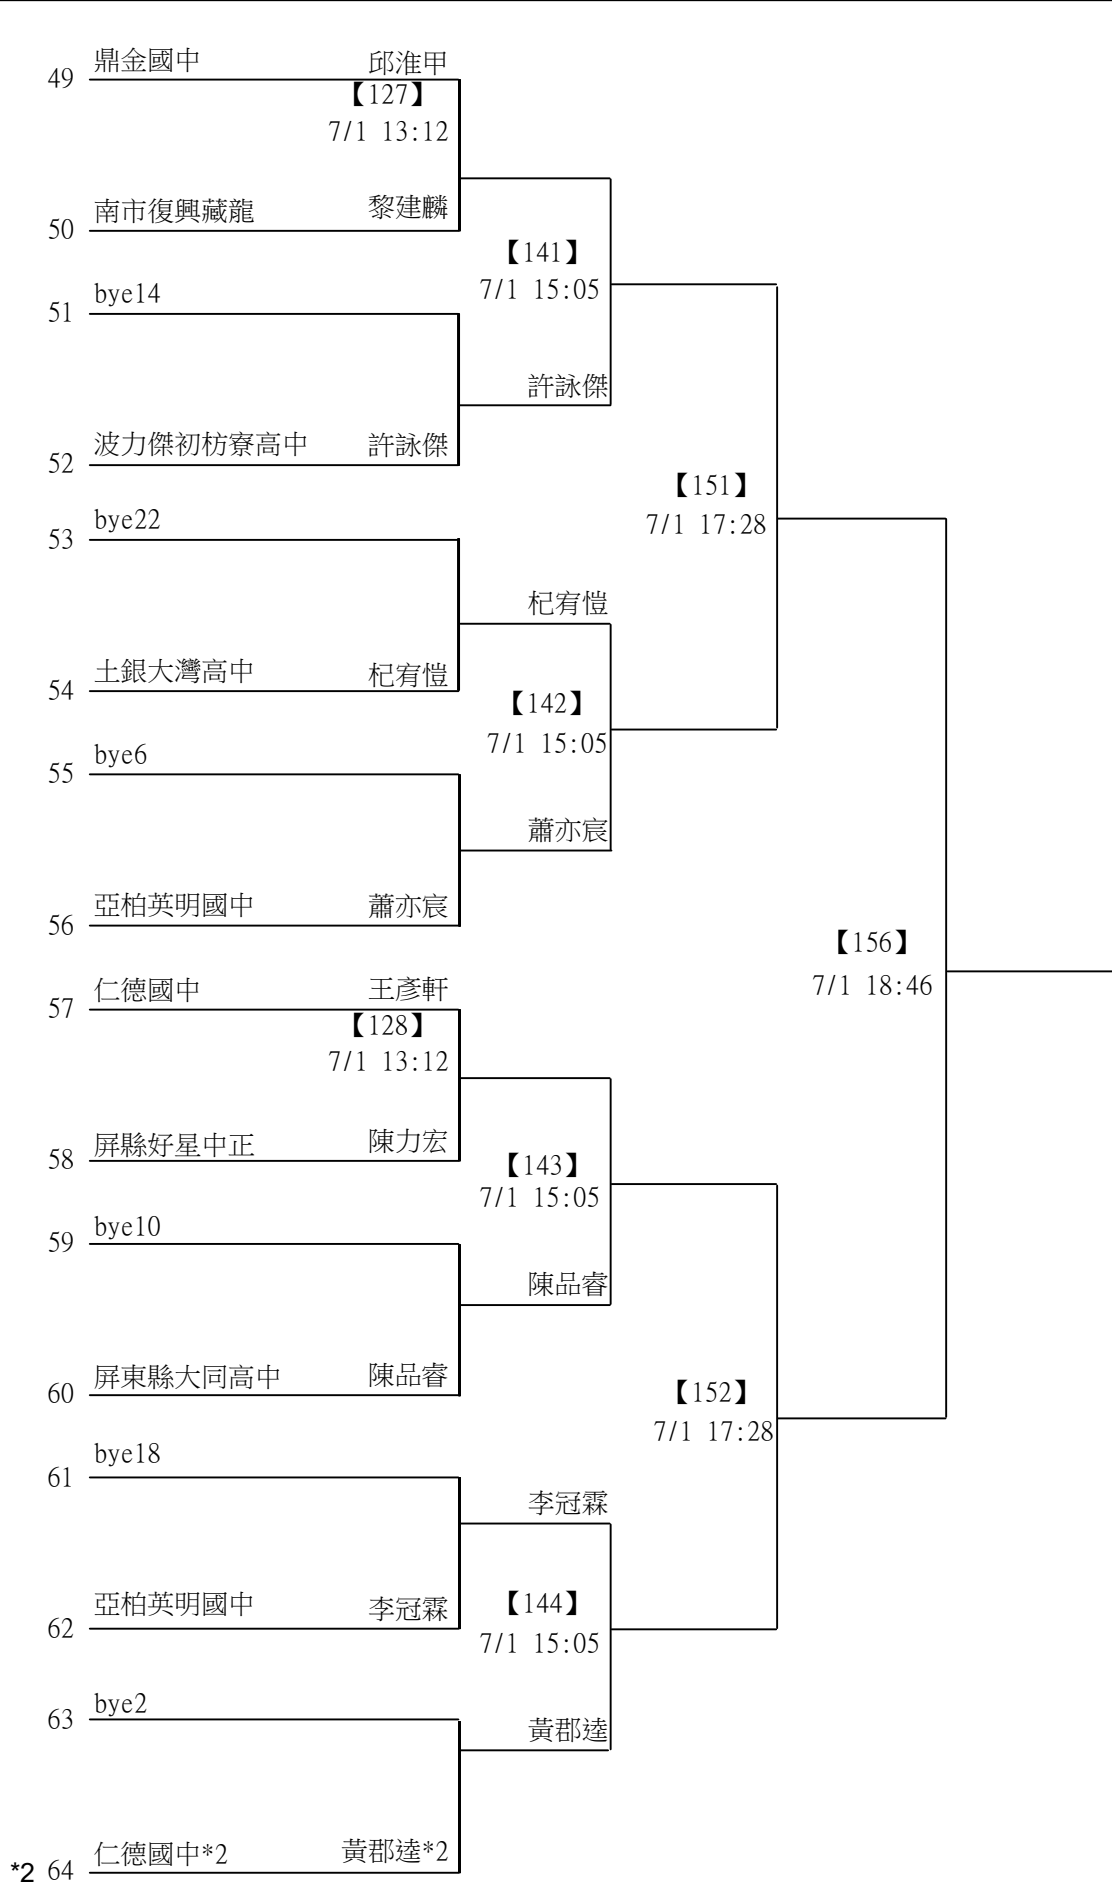 49 鼎金國中 邱淮甲
【127】
7/1 13:12
50 南市復興藏龍 黎建麟
【141】
7/1 15:05
51 bye14
許詠傑
52 波力傑初枋寮高中 許詠傑
【151】
7/1 17:28
53 bye22
杞宥愷
54 土銀大灣高中 杞宥愷
【142】
7/1 15:05
55 bye6
蕭亦宸
56 亞柏英明國中 蕭亦宸
【156】
7/1 18:46
57 仁德國中 王彥軒
【128】
7/1 13:12
58 屏縣好星中正 陳力宏
【143】
7/1 15:05
59 bye10
陳品睿
60 屏東縣大同高中 陳品睿
【152】
7/1 17:28
61 bye18
李冠霖
62 亞柏英明國中 李冠霖
【144】
7/1 15:05
63 bye2
黃郡逵
*2 64 仁德國中*2 黃郡逵*2